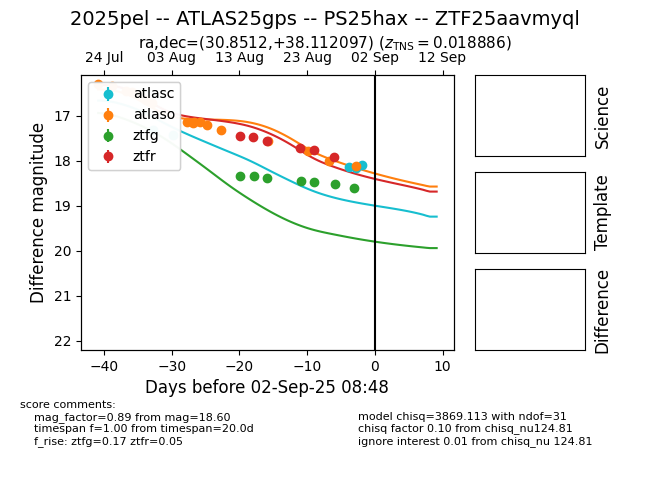 2025pel -- ATLAS25gps -- PS25hax -- ZTF25aavmyql
ra,dec=(30.8512,+38.112097) (zTNS = 0.018886)
24 Jul 03 Aug 13 Aug 23 Aug 02 Sep 12 Sep
atlasc
atlaso
ztfg
ztfr
17
18
19
20
21
22
Difference magnitude
−40 −30 −20 −10 0 10
Days before 02-Sep-25 08:48
Science
Template
Difference
score comments:
mag_factor=0.89 from mag=18.60
timespan f=1.00 from timespan=20.0d
f_rise: ztfg=0.17 ztfr=0.05
model chisq=3869.113 with ndof=31
chisq factor 0.10 from chisq_nu124.81
ignore interest 0.01 from chisq_nu 124.81